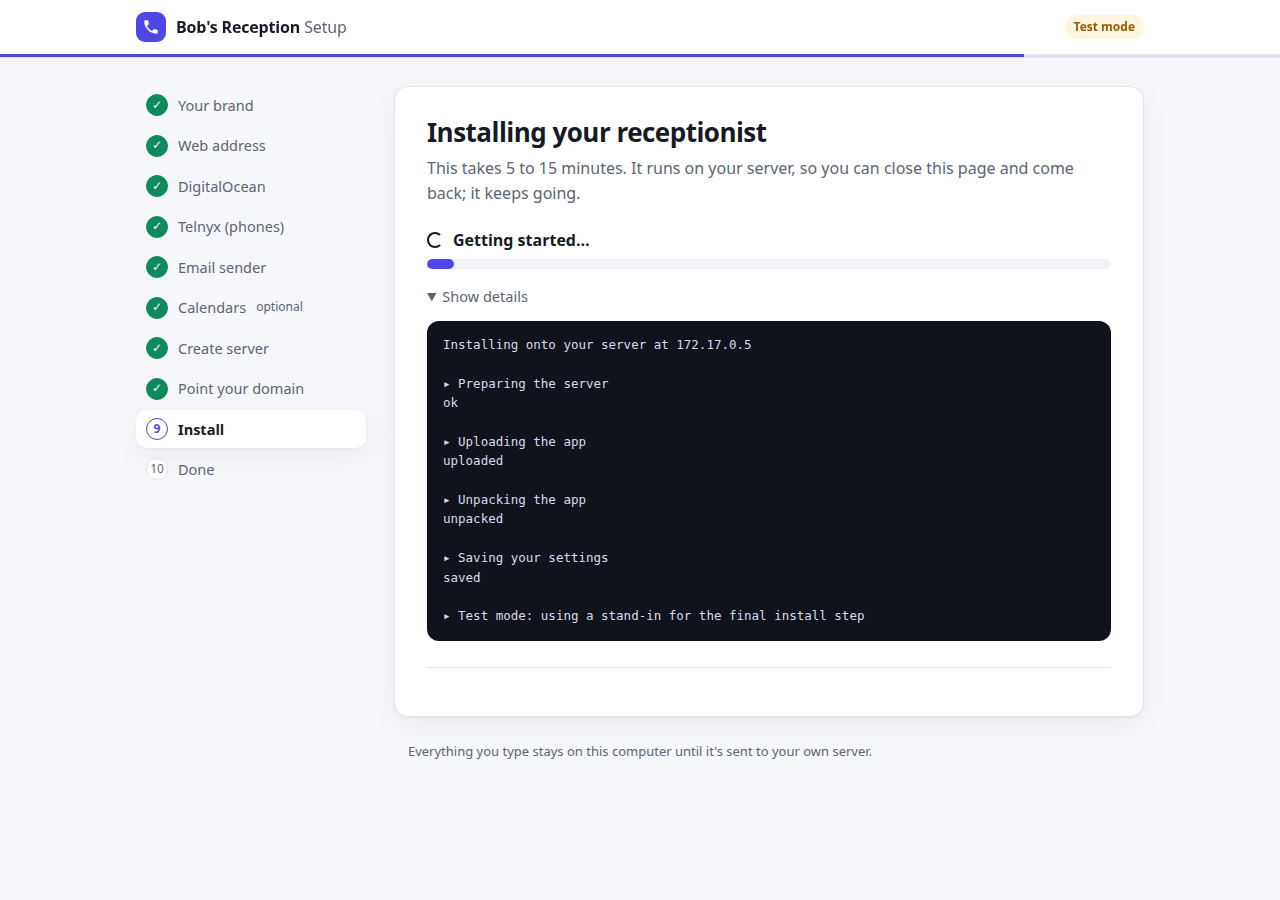 Bob's Reception Setup
Test mode
✓ Your brand
✓ Web address
✓ DigitalOcean
✓ Telnyx (phones)
✓ Email sender
✓ Calendars optional
✓ Create server
✓ Point your domain
9 Install
10 Done
Installing your receptionist
This takes 5 to 15 minutes. It runs on your server, so you can close this page and come
back; it keeps going.
Getting started…
▼ Show details
Installing onto your server at 172.17.0.5
▸ Preparing the server
ok
▸ Uploading the app
uploaded
▸ Unpacking the app
unpacked
▸ Saving your settings
saved
▸ Test mode: using a stand-in for the final install step
Everything you type stays on this computer until it's sent to your own server.